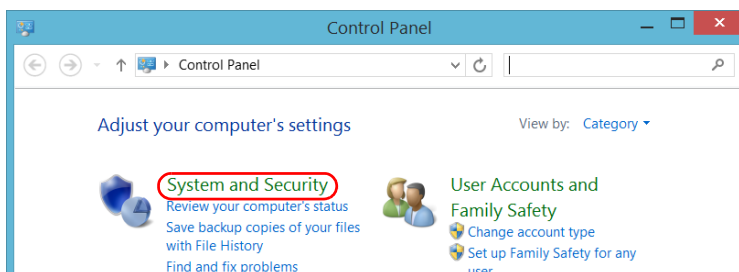 Control Panel
Control Panel
Adjust your computer's settings
View by: Category
System and Security
Review your computer's status
Save backup copies of your files
with File History
Find and fix problems
User Accounts and
Family Safety
Change account type
Set up Family Safety for any
user